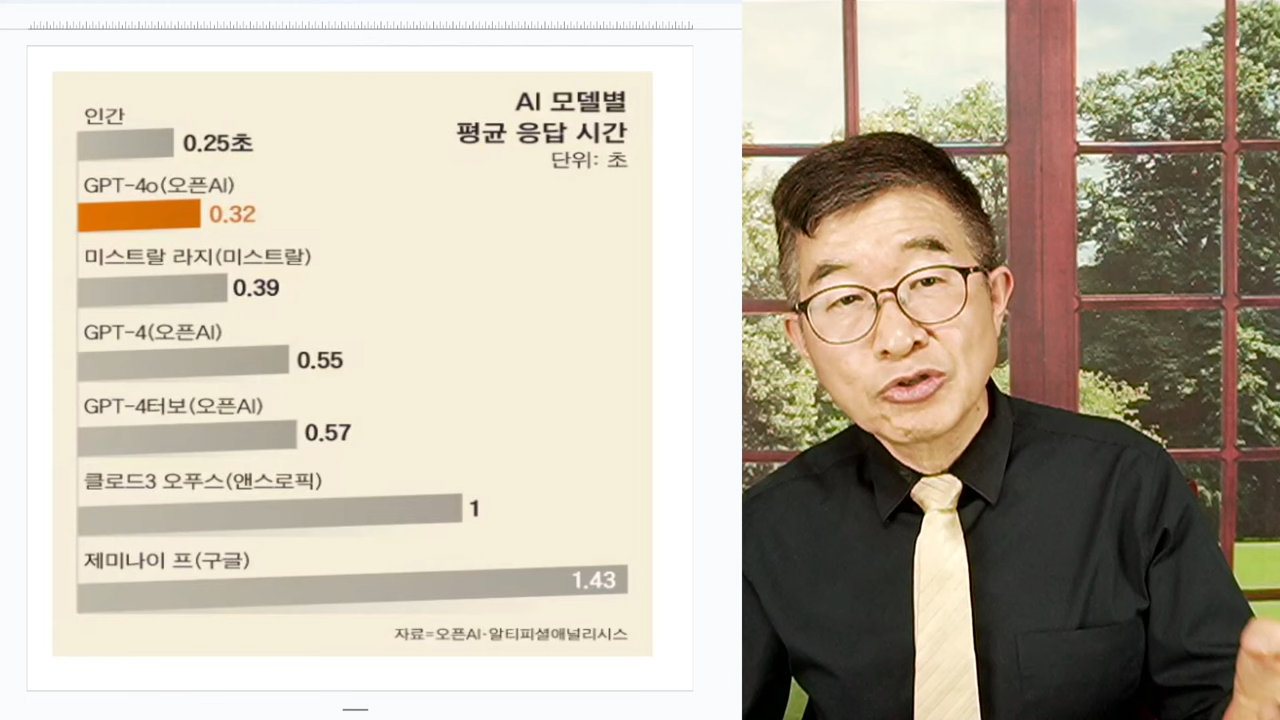 AI 모델별
평균 응답 시간
단위: 초
인간
0.25초
GPT-4o(오픈AI)
0.32
미스트랄 라지(미스트랄)
0.39
GPT-4(오픈AI)
0.55
GPT-4터보(오픈AI)
0.57
클로드3 오푸스(앤스로픽)
1
제미나이 프(구글)
1.43
자료=오픈AI·알티피셜애널리시스